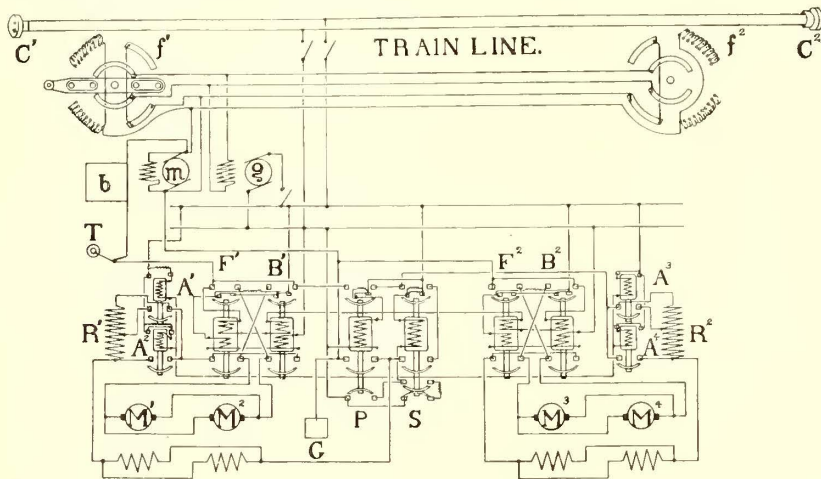 C' TRAIN LINE. C²
f' f²
m g
b
T
A' F' B' F² B² A³
R' A² A⁴ R²
M' M² P S M³ M⁴
G